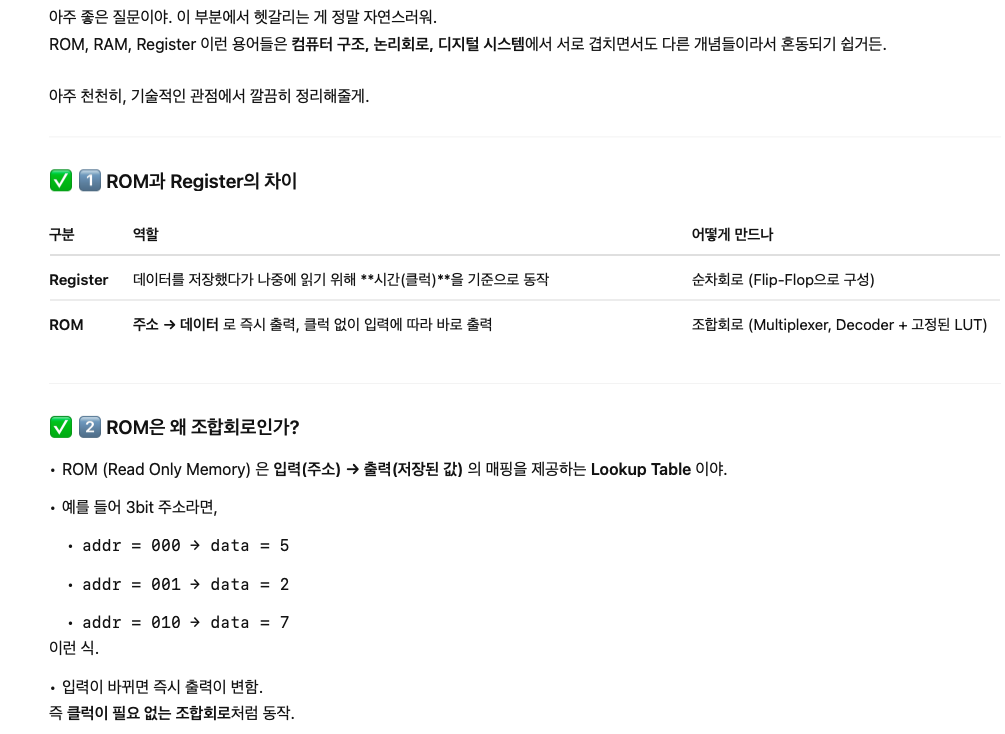 아주 좋은 질문이야. 이 부분에서 헷갈리는 게 정말 자연스러워.
ROM, RAM, Register 이런 용어들은 컴퓨터 구조, 논리회로, 디지털 시스템에서 서로 겹치면서도 다른 개념들이라서 혼동되기 쉽거든.
아주 천천히, 기술적인 관점에서 깔끔히 정리해줄게.
✅ 1️⃣ ROM과 Register의 차이
구분 역할 어떻게 만드나
Register 데이터를 저장했다가 나중에 읽기 위해 **시간(클럭)**을 기준으로 동작 순차회로 (Flip-Flop으로 구성)
ROM 주소 → 데이터 로 즉시 출력, 클럭 없이 입력에 따라 바로 출력 조합회로 (Multiplexer, Decoder + 고정된 LUT)
✅ 2️⃣ ROM은 왜 조합회로인가?
• ROM (Read Only Memory) 은 입력(주소) → 출력(저장된 값) 의 매핑을 제공하는 Lookup Table 이야.
• 예를 들어 3bit 주소라면,
• addr = 000 → data = 5
• addr = 001 → data = 2
• addr = 010 → data = 7
이런 식.
• 입력이 바뀌면 즉시 출력이 변함.
즉 클럭이 필요 없는 조합회로처럼 동작.